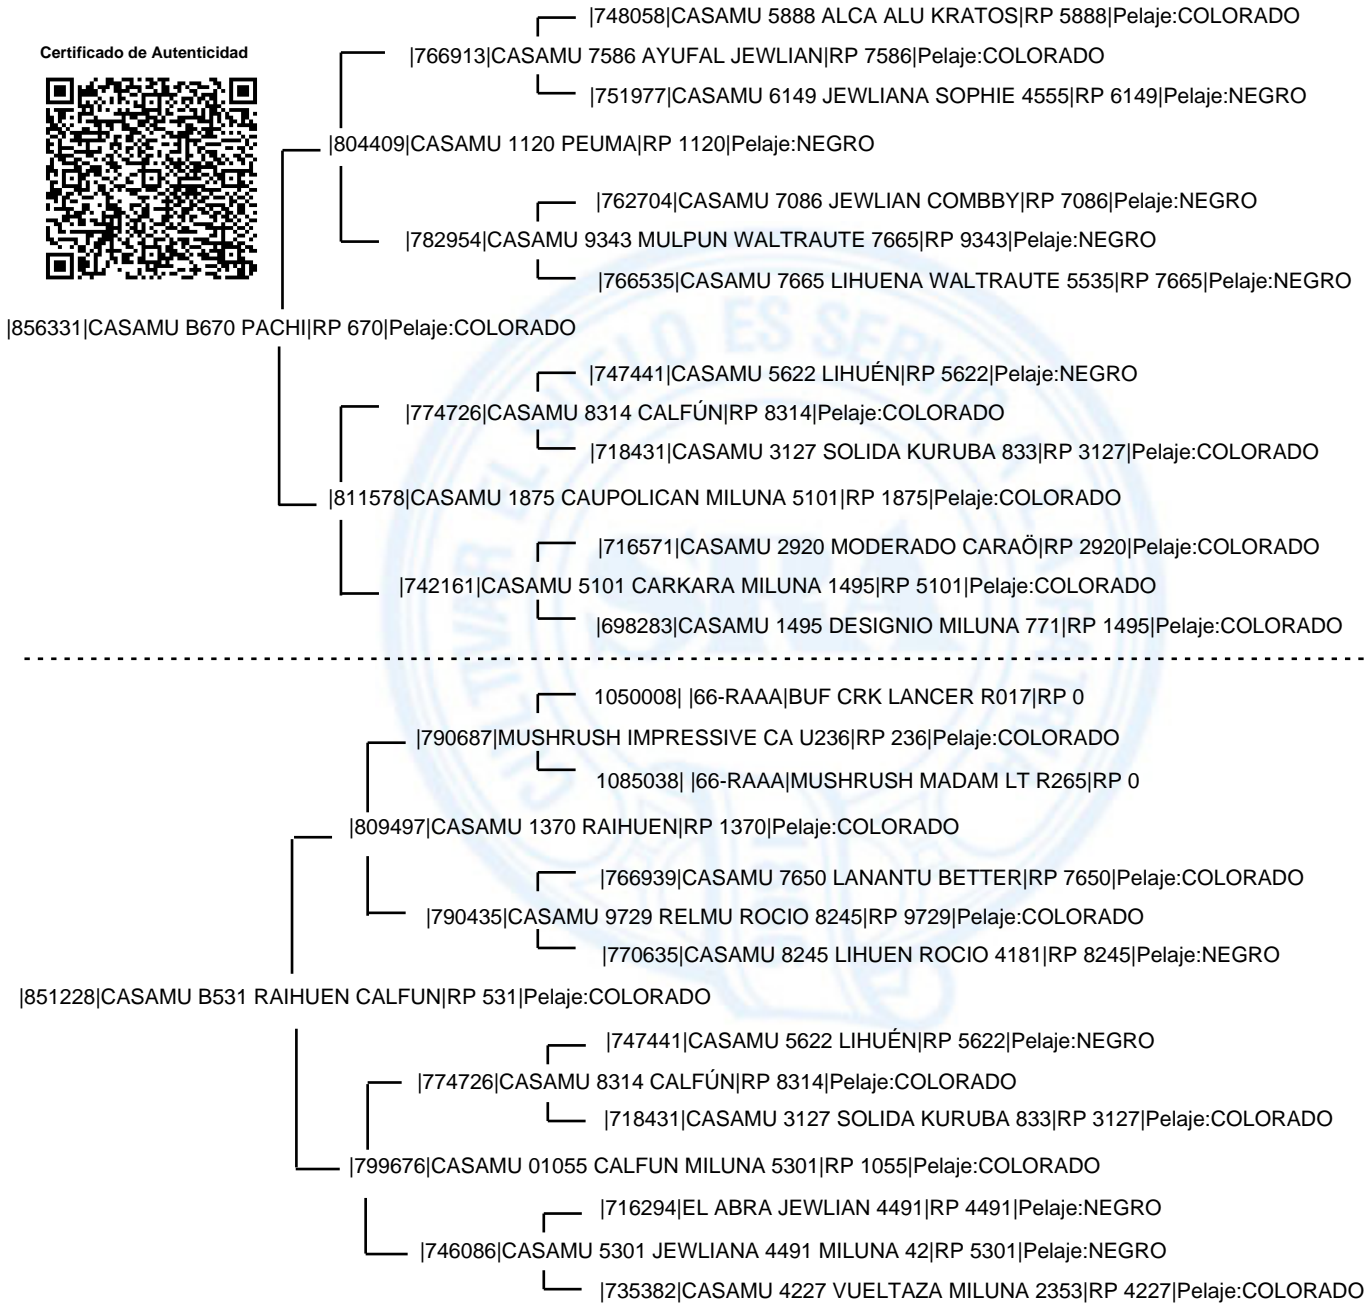 |748058|CASAMU 5888 ALCA ALU KRATOS|RP 5888|Pelaje:COLORADO
Certificado de Autenticidad
|766913|CASAMU 7586 AYUFAL JEWLIAN|RP 7586|Pelaje:COLORADO
|751977|CASAMU 6149 JEWLIANA SOPHIE 4555|RP 6149|Pelaje:NEGRO
|804409|CASAMU 1120 PEUMA|RP 1120|Pelaje:NEGRO
|762704|CASAMU 7086 JEWLIAN COMBBY|RP 7086|Pelaje:NEGRO
|782954|CASAMU 9343 MULPUN WALTRAUTE 7665|RP 9343|Pelaje:NEGRO
|766535|CASAMU 7665 LIHUENA WALTRAUTE 5535|RP 7665|Pelaje:NEGRO
|856331|CASAMU B670 PACHI|RP 670|Pelaje:COLORADO
|747441|CASAMU 5622 LIHUÉN|RP 5622|Pelaje:NEGRO
|774726|CASAMU 8314 CALFÚN|RP 8314|Pelaje:COLORADO
|718431|CASAMU 3127 SOLIDA KURUBA 833|RP 3127|Pelaje:COLORADO
|811578|CASAMU 1875 CAUPOLICAN MILUNA 5101|RP 1875|Pelaje:COLORADO
|716571|CASAMU 2920 MODERADO CARAÖ|RP 2920|Pelaje:COLORADO
|742161|CASAMU 5101 CARKARA MILUNA 1495|RP 5101|Pelaje:COLORADO
|698283|CASAMU 1495 DESIGNIO MILUNA 771|RP 1495|Pelaje:COLORADO
1050008| |66-RAAA|BUF CRK LANCER R017|RP 0
|790687|MUSHRUSH IMPRESSIVE CA U236|RP 236|Pelaje:COLORADO
1085038| |66-RAAA|MUSHRUSH MADAM LT R265|RP 0
|809497|CASAMU 1370 RAIHUEN|RP 1370|Pelaje:COLORADO
|766939|CASAMU 7650 LANANTU BETTER|RP 7650|Pelaje:COLORADO
|790435|CASAMU 9729 RELMU ROCIO 8245|RP 9729|Pelaje:COLORADO
|770635|CASAMU 8245 LIHUEN ROCIO 4181|RP 8245|Pelaje:NEGRO
|851228|CASAMU B531 RAIHUEN CALFUN|RP 531|Pelaje:COLORADO
|747441|CASAMU 5622 LIHUÉN|RP 5622|Pelaje:NEGRO
|774726|CASAMU 8314 CALFÚN|RP 8314|Pelaje:COLORADO
|718431|CASAMU 3127 SOLIDA KURUBA 833|RP 3127|Pelaje:COLORADO
|799676|CASAMU 01055 CALFUN MILUNA 5301|RP 1055|Pelaje:COLORADO
|716294|EL ABRA JEWLIAN 4491|RP 4491|Pelaje:NEGRO
|746086|CASAMU 5301 JEWLIANA 4491 MILUNA 42|RP 5301|Pelaje:NEGRO
|735382|CASAMU 4227 VUELTAZA MILUNA 2353|RP 4227|Pelaje:COLORADO
CULTIVAR EL SUELO ES SERVIR A LA PATRIA
SRA